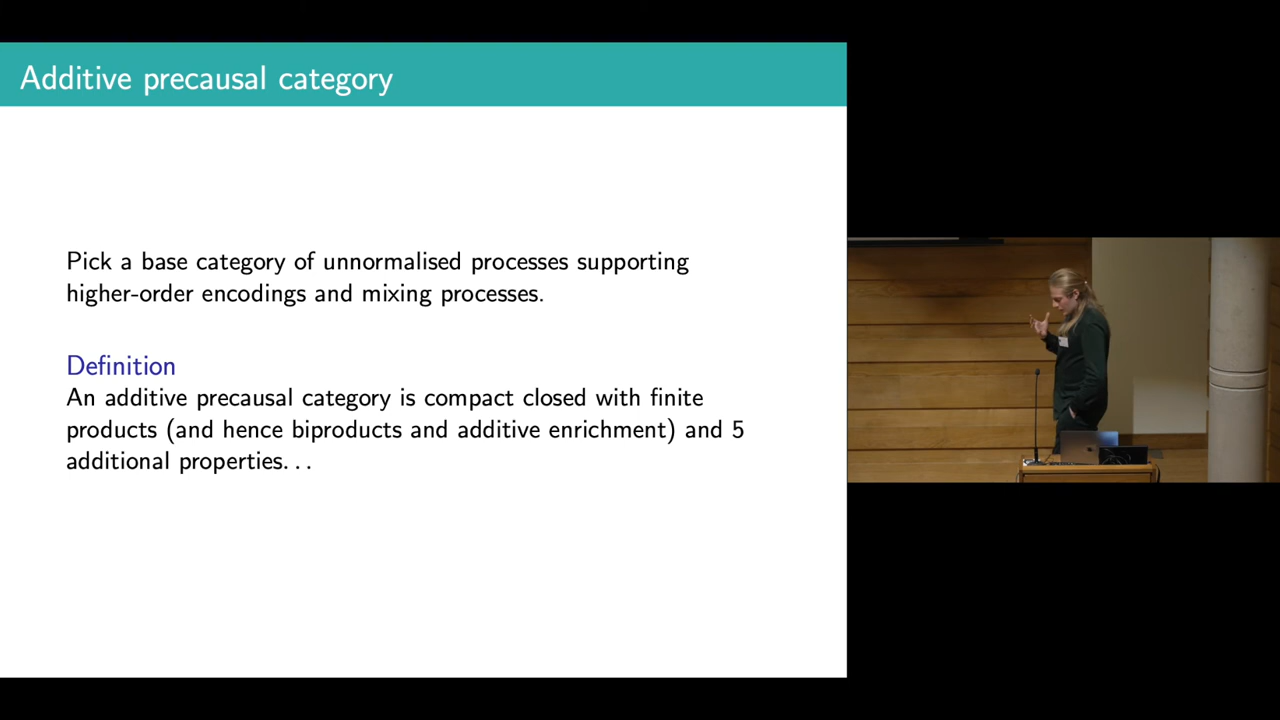 Additive precausal category
Pick a base category of unnormalised processes supporting
higher-order encodings and mixing processes.
Definition
An additive precausal category is compact closed with finite
products (and hence biproducts and additive enrichment) and 5
additional properties...